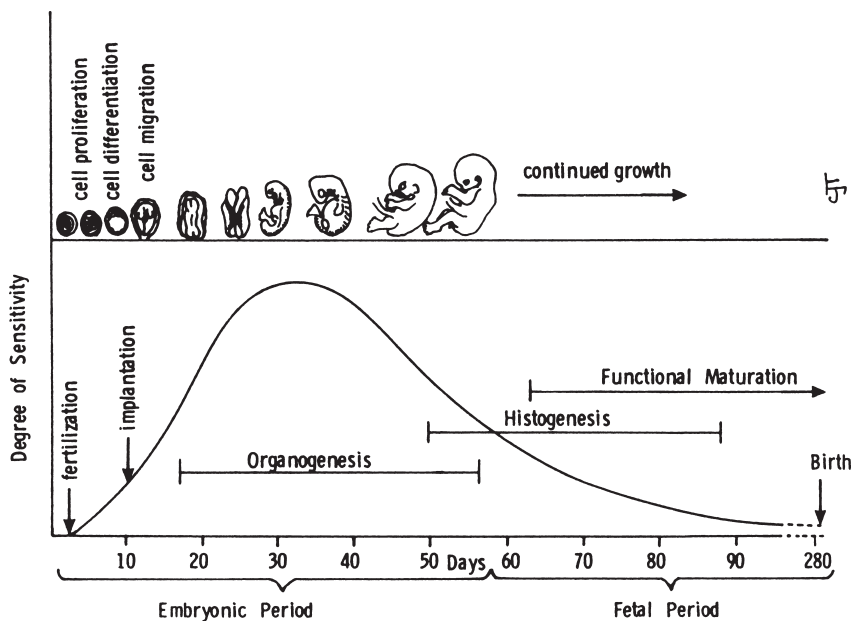 cell proliferation
cell differentiation
cell migration
continued growth
Degree of Sensitivity
fertilization
implantation
Functional Maturation
Histogenesis
Organogenesis
Birth
10 20 30 40 50 Days 60 70 80 90 280
Embryonic Period Fetal Period